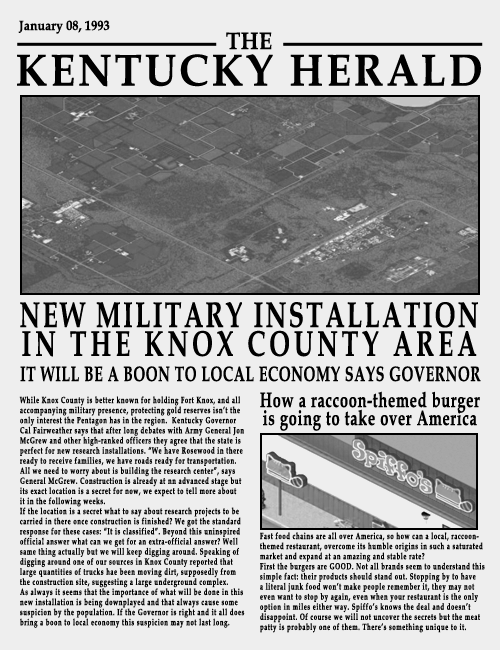 January 08, 1993
THE
KENTUCKY HERALD
NEW MILITARY INSTALLATION
IN THE KNOX COUNTY AREA
IT WILL BE A BOON TO LOCAL ECONOMY SAYS GOVERNOR
While Knox County is better known for holding Fort Knox, and all
accompanying military presence, protecting gold reserves isn't the
only interest the Pentagon has in the region. Kentucky Governor
Cal Fairweather says that after long debates with Army General Jon
McGrew and other high-ranked officers they agree that the state is
perfect for new research installations. "We have Rosewood in there
ready to receive families, we have roads ready for transportation.
All we need to worry about is building the research center", says
General McGrew. Construction is already at an advanced stage but
its exact location is a secret for now, we expect to tell more about
it in the following weeks.
If the location is a secret what to say about research projects to be
carried in there once construction is finished? We got the standard
response for these cases: "It is classified". Beyond this uninspired
official answer what can we get for an extra-official answer? Well
same thing actually but we will keep digging around. Speaking of
digging around one of our sources in Knox County reported that
large quantities of trucks has been moving dirt, supposedly from
the construction site, suggesting a large underground complex.
As always it seems that the importance of what will be done in this
new installation is being downplayed and that always cause some
suspicion by the population. If the Governor is right and it all does
bring a boon to local economy this suspicion may not last long.
How a raccoon-themed burger
is going to take over America
Spiffo's
Fast food chains are all over America, so how can a local, raccoon-
themed restaurant, overcome its humble origins in such a saturated
market and expand at an amazing and stable rate?
First the burgers are GOOD. Not all brands seem to understand this
simple fact: their products should stand out. Stopping by to have
a literal junk food won't make people remember it, they may not
even want to stop by again, even when your restaurant is the only
option in miles either way. Spiffo's knows the deal and doesn't
disappoint. Of course we will not uncover the secrets but the meat
patty is probably one of them. There's something unique to it.